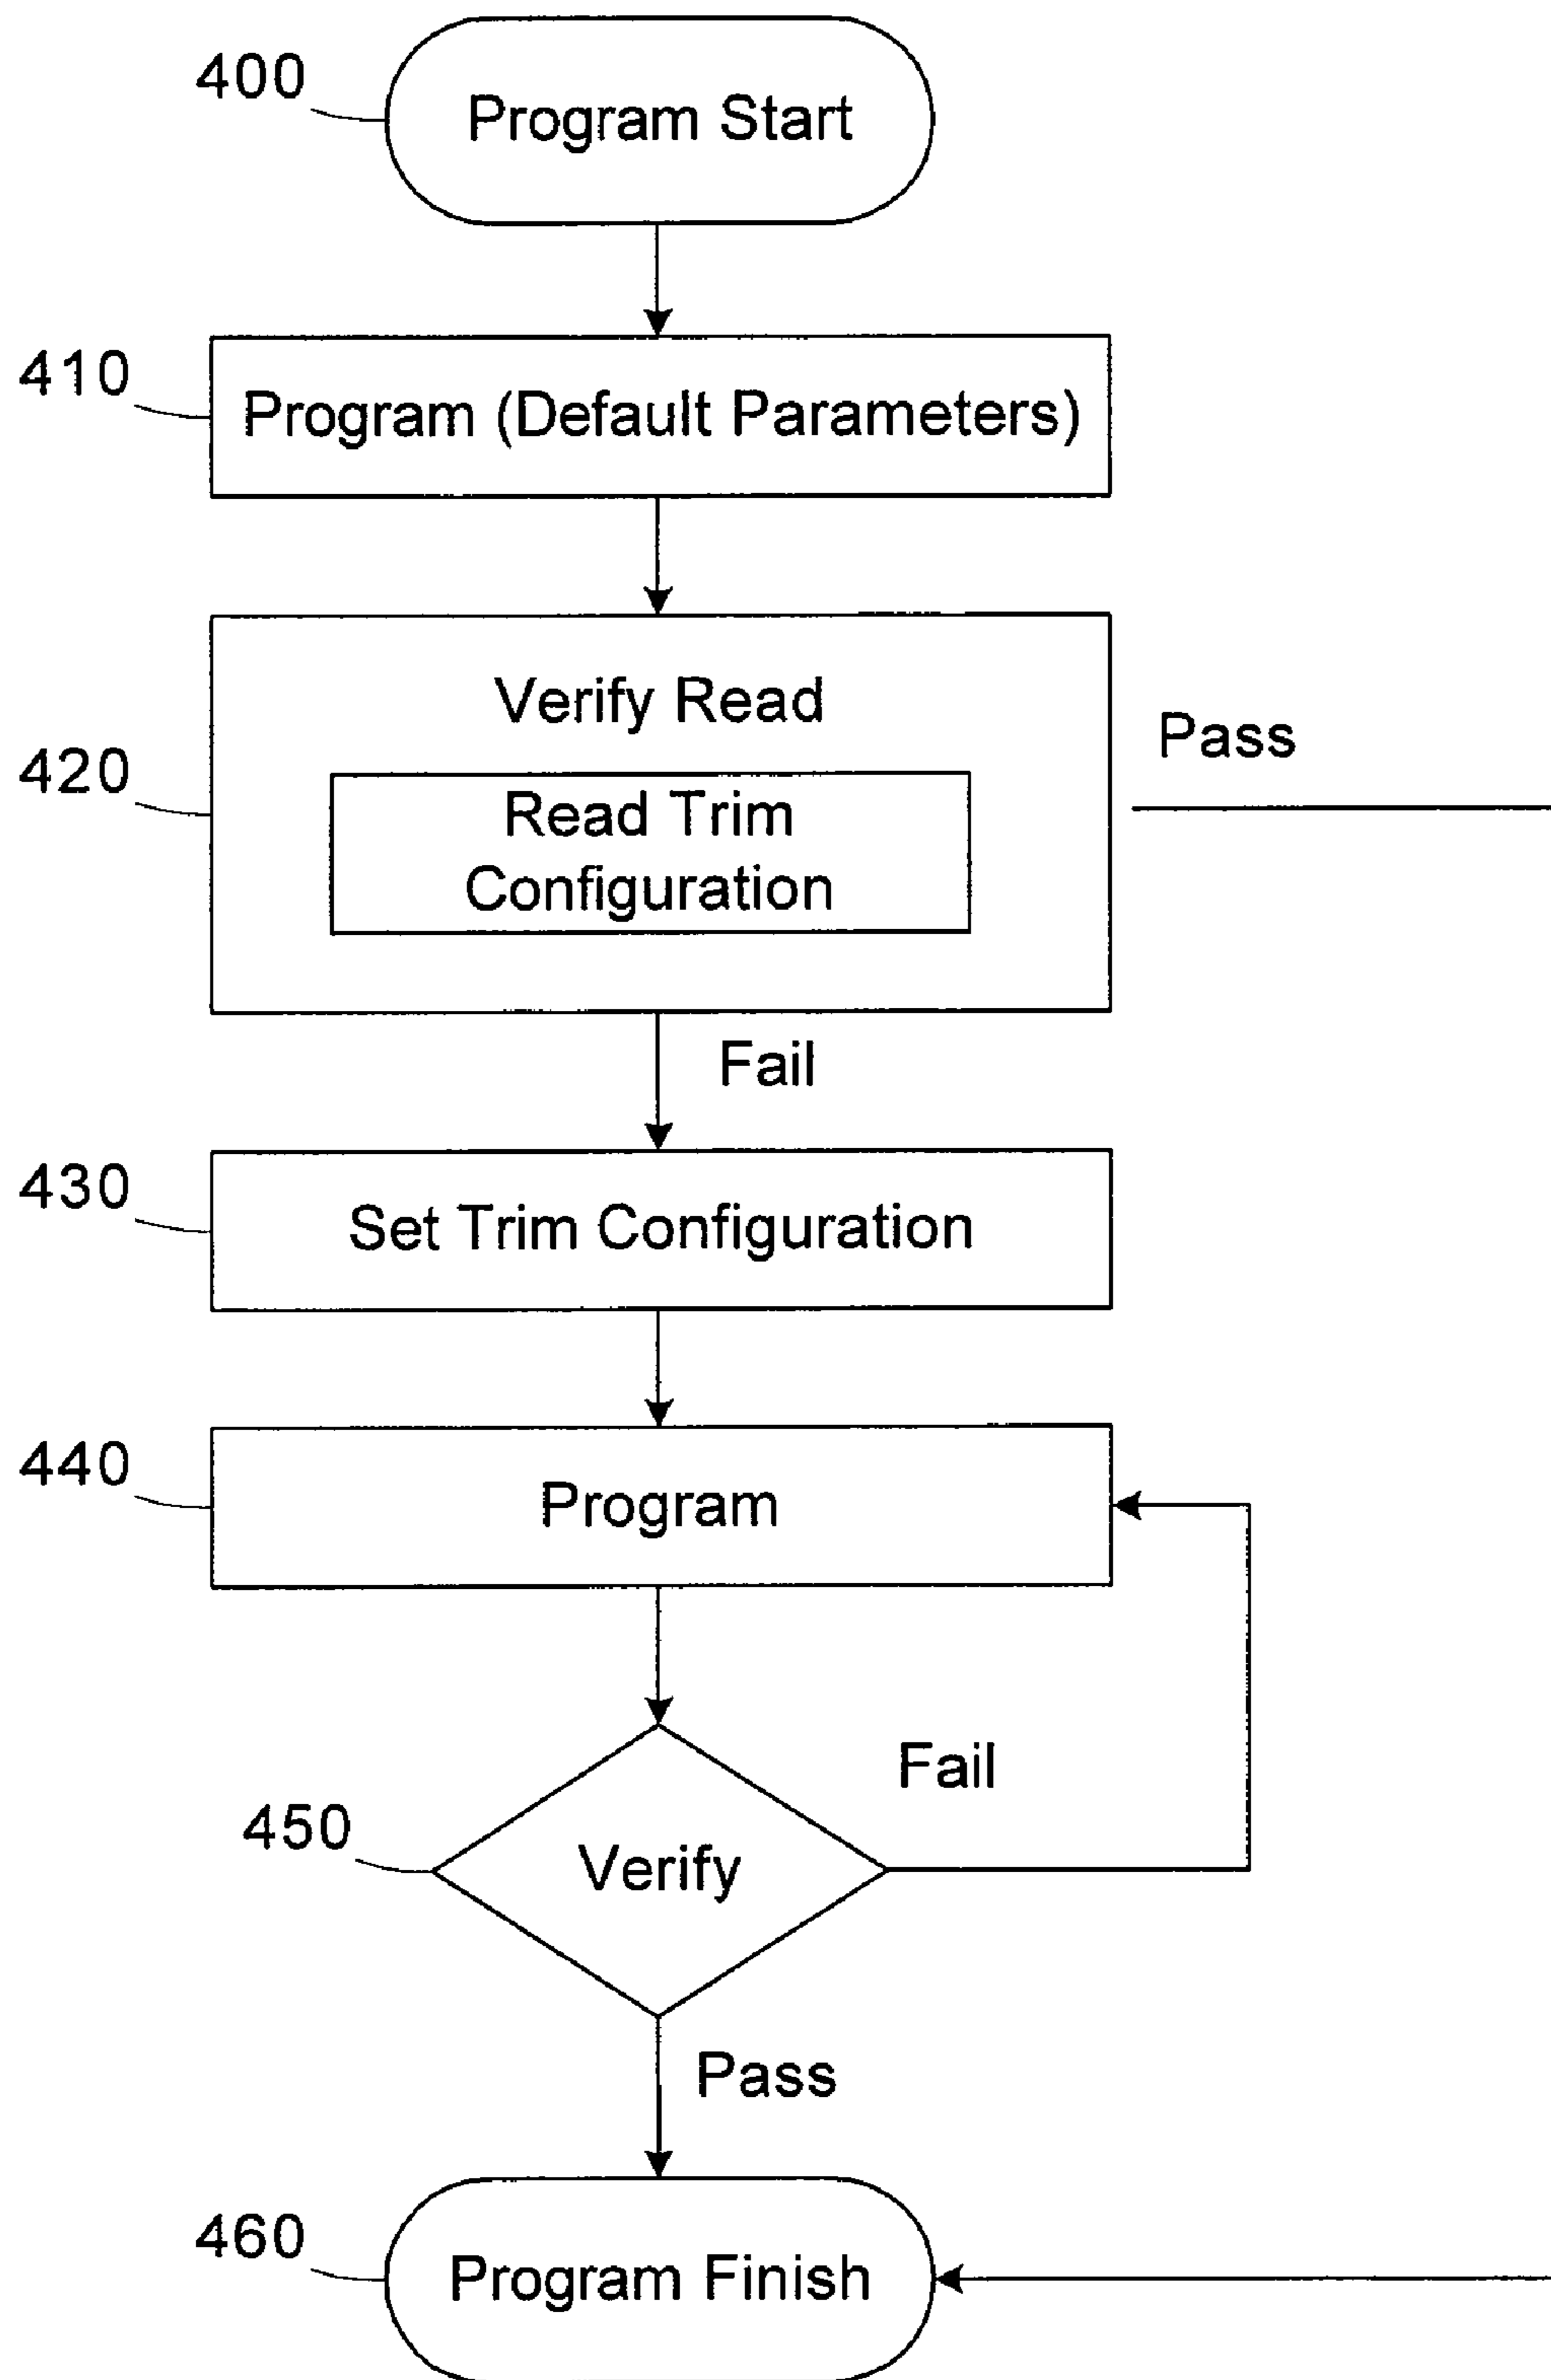 400
Program Start
410
Program (Default Parameters)
420
Verify Read
Pass
Read Trim
Configuration
Fail
430
Set Trim Configuration
440
Program
Fail
450
Verify
Pass
460
Program Finish